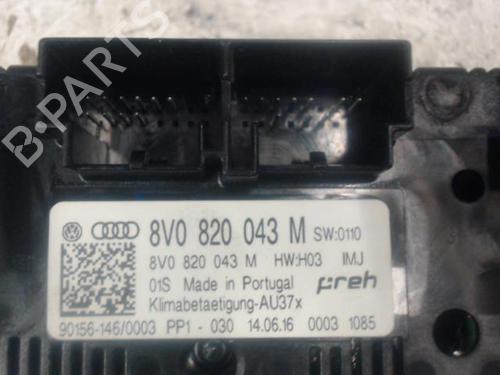 B-PARTS
8V0 820 043 M SW:0110
8V0 820 043 M HW:H03 IMJ
01S Made in Portugal preh
Klimabetaetigung-AU37x
90156-146/0003 PP1 - 030 14.06.16 0003 1085